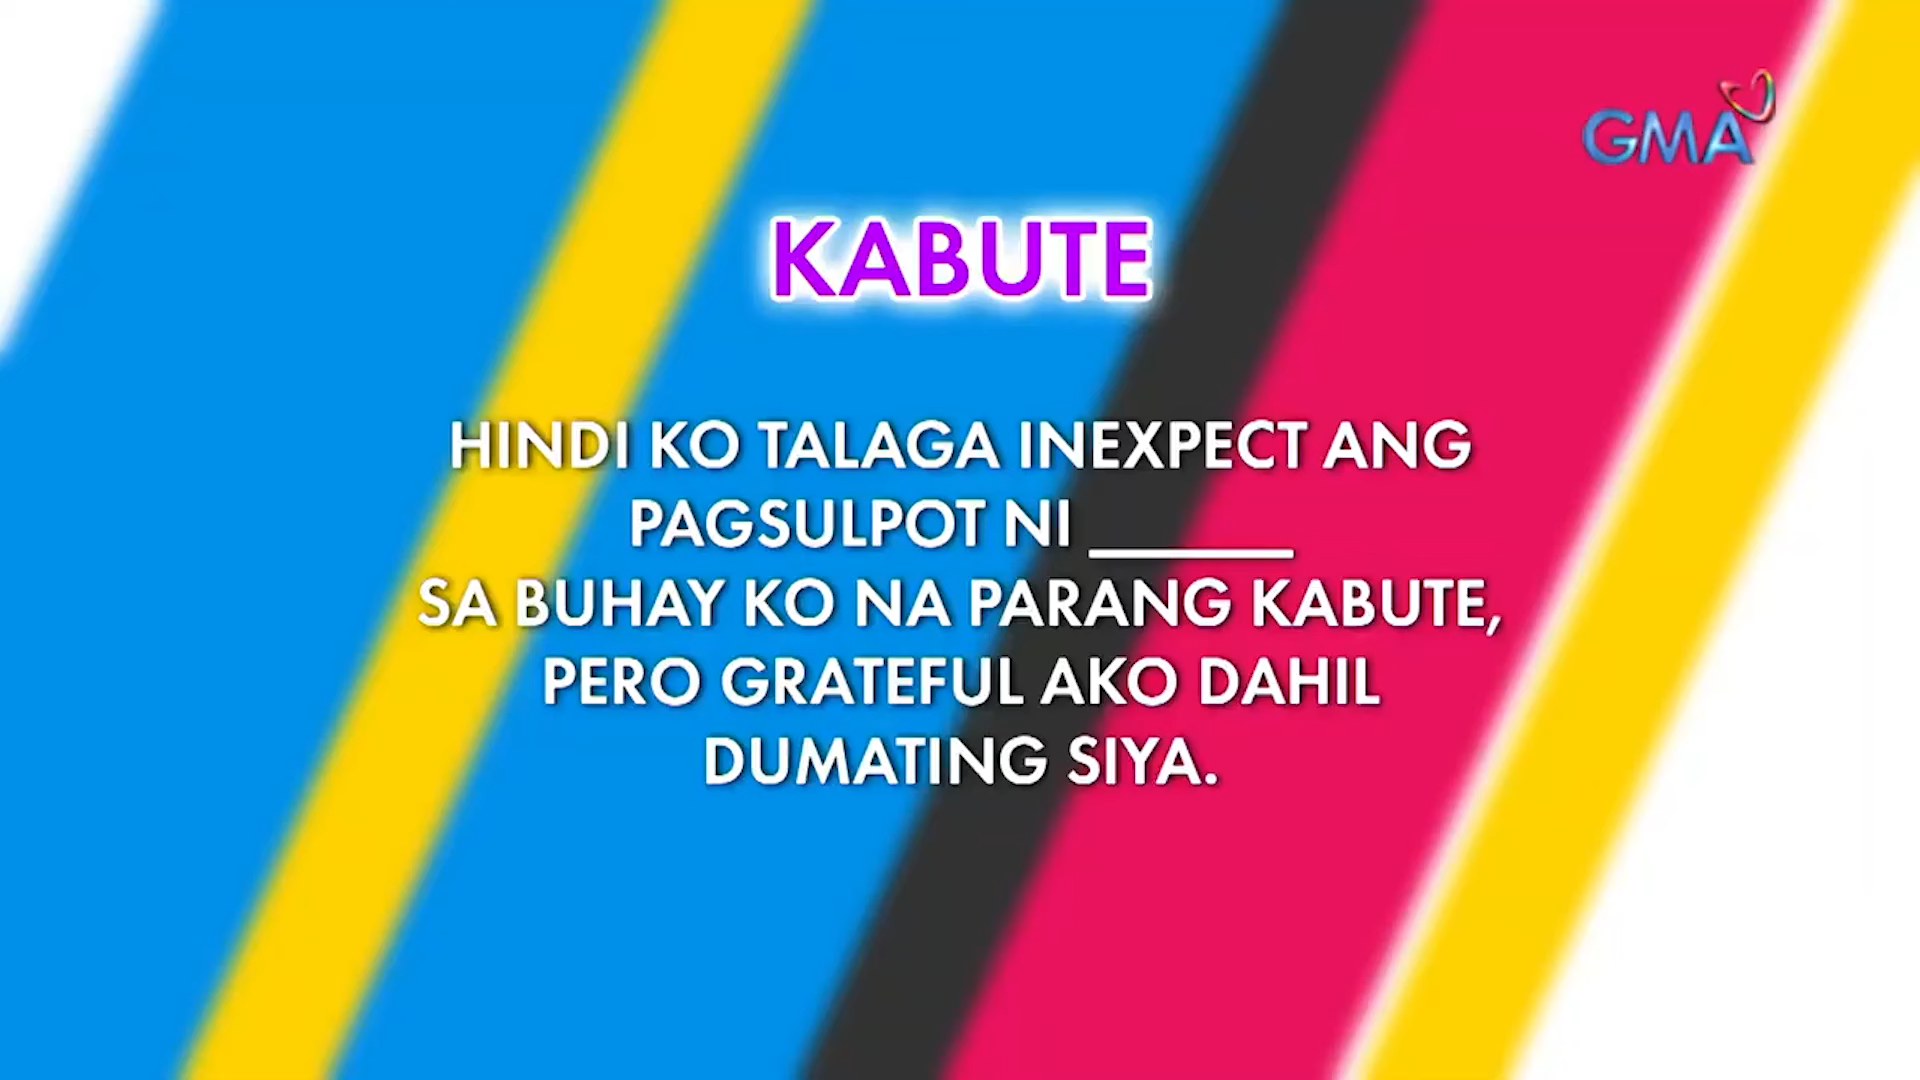 GMA
KABUTE
HINDI KO TALAGA INEXPECT ANG
PAGSULPOT NI ______
SA BUHAY KO NA PARANG KABUTE,
PERO GRATEFUL AKO DAHIL
DUMATING SIYA.